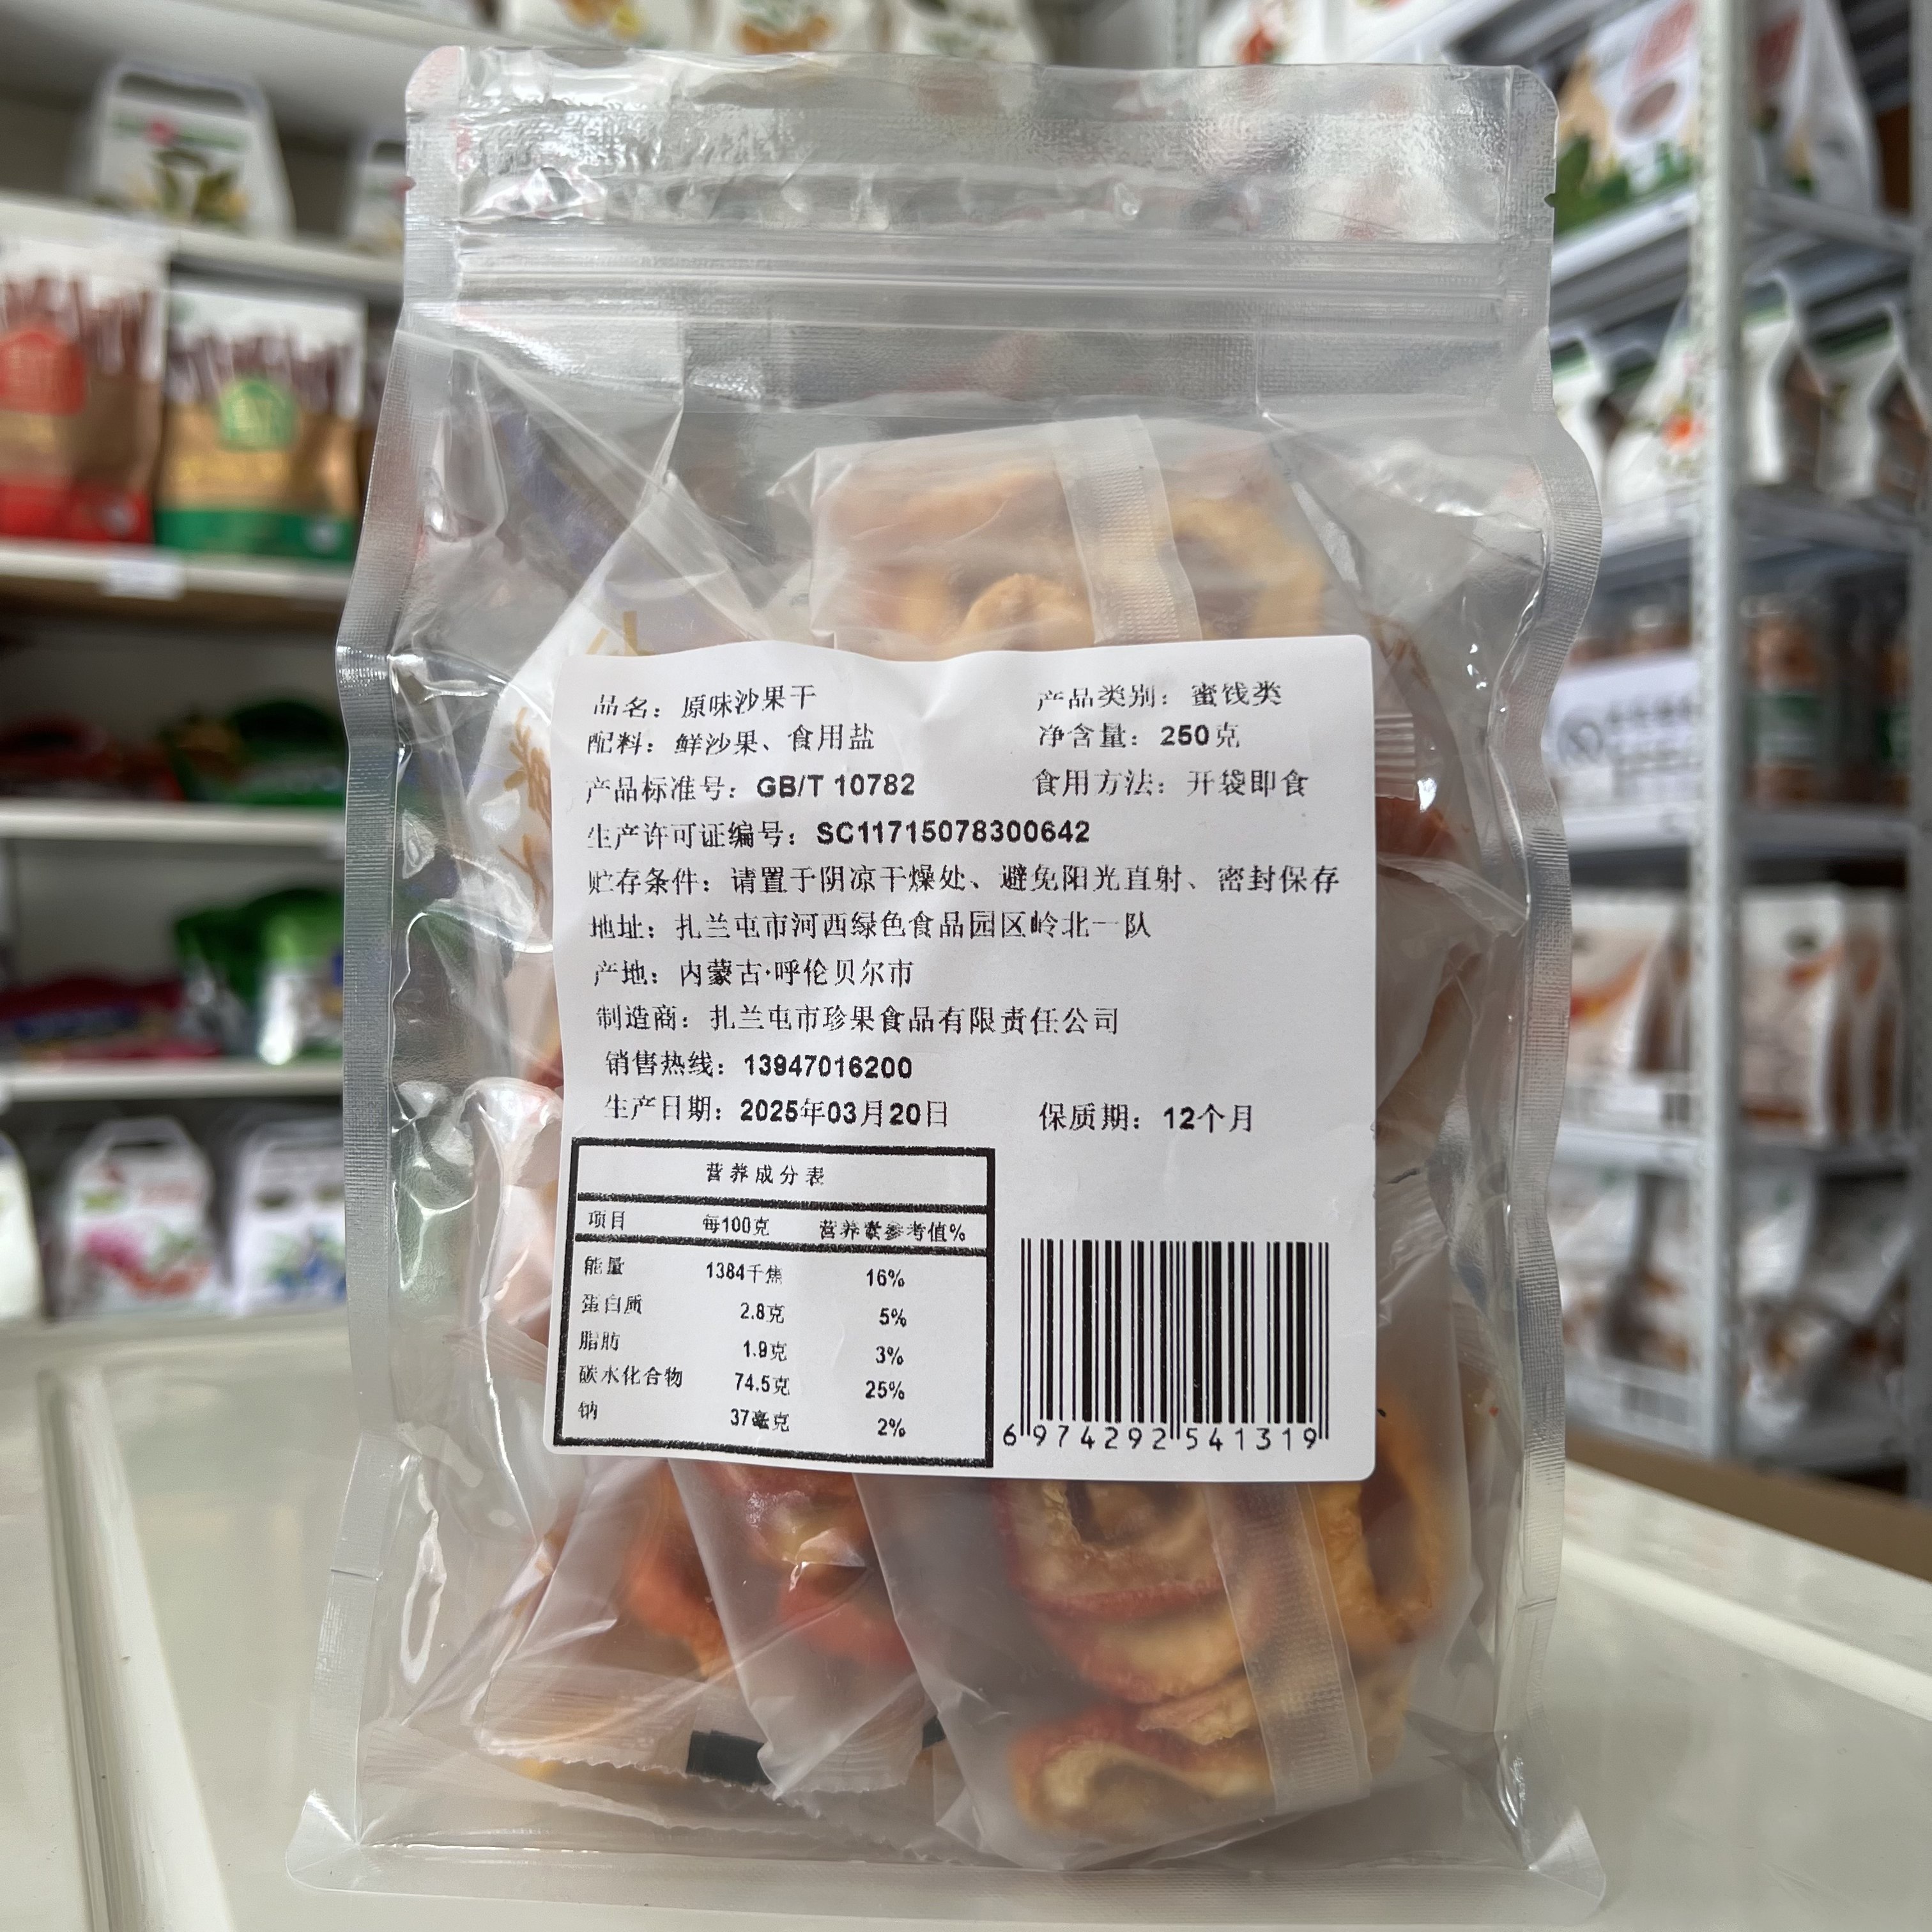 品名：原味沙果干 产品类别：蜜饯类
配料：鲜沙果、食用盐 净含量：250克
产品标准号：GB/T 10782 食用方法：开袋即食
生产许可证编号：SC11715078300642
贮存条件：请置于阴凉干燥处、避免阳光直射、密封保存
地址：扎兰屯市河西绿色食品园区岭北一队
产地：内蒙古·呼伦贝尔市
制造商：扎兰屯市珍果食品有限责任公司
销售热线：13947016200
生产日期：2025年03月20日 保质期：12个月
营养成分表
项目 每100克 营养素参考值%
能量 1384千焦 16%
蛋白质 2.8克 5%
脂肪 1.9克 3%
碳水化合物 74.5克 25%
钠 37毫克 2%
6 974292 541319